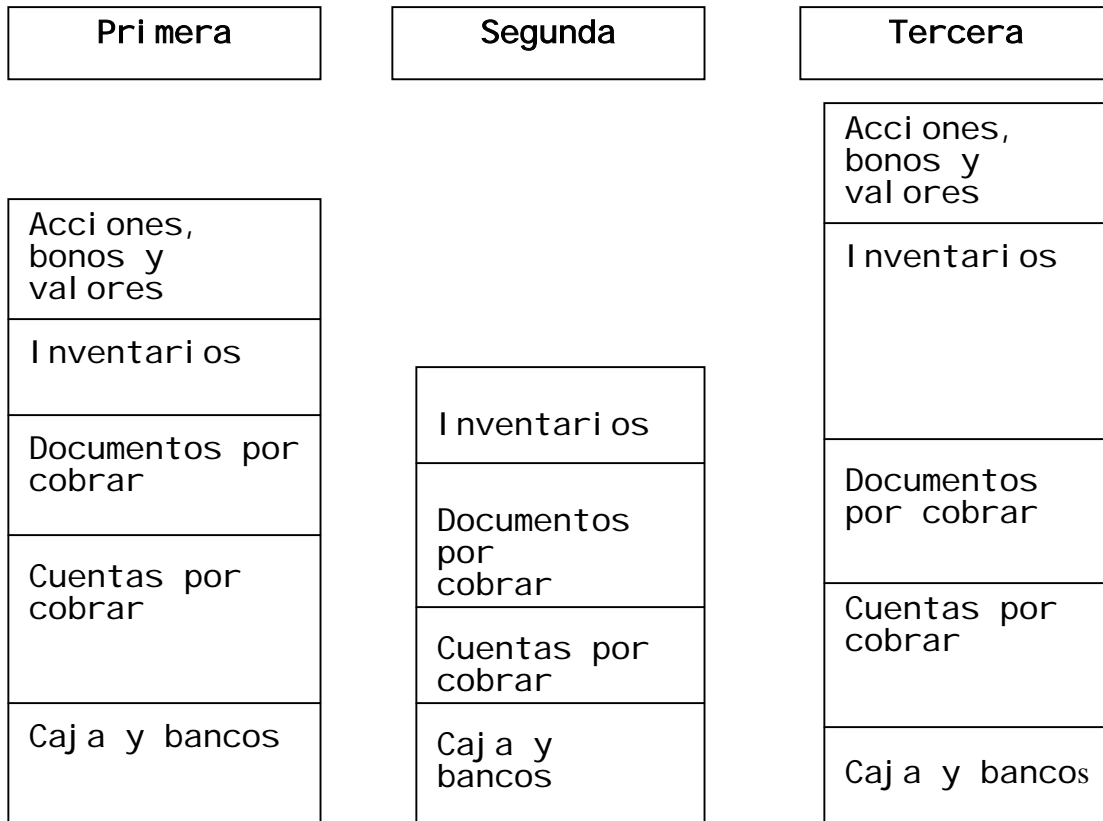 Primera
Segunda
Tercera
Acciones,
bonos y
valores
Inventarios
Documentos por
cobrar
Cuentas por
cobrar
Caja y bancos
Inventarios
Documentos
por
cobrar
Cuentas por
cobrar
Caja y
bancos
Acciones,
bonos y
valores
Inventarios
Documentos
por cobrar
Cuentas por
cobrar
Caja y bancos